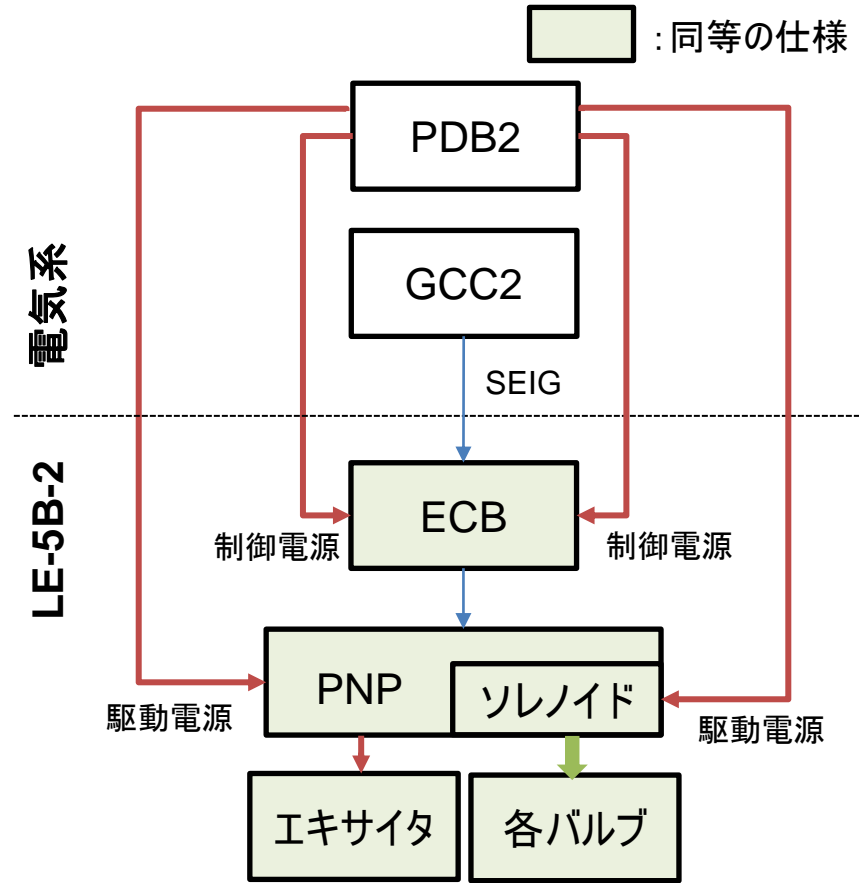 ：同等の仕様
PDB2
電気系
GCC2
SEIG
LE-5B-2
ECB
制御電源
制御電源
PNP
ソレノイド
駆動電源
駆動電源
エキサイタ
各バルブ